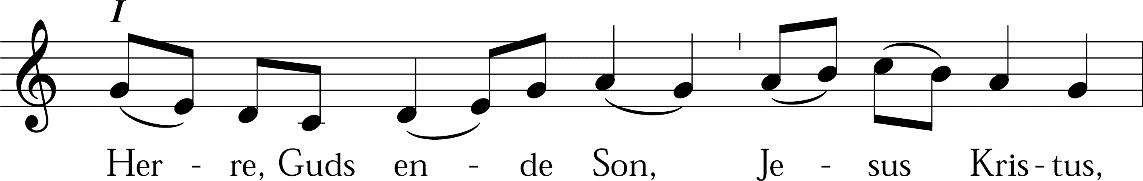 I
Her - re, Guds en - de Son, Je - sus Kris - tus,